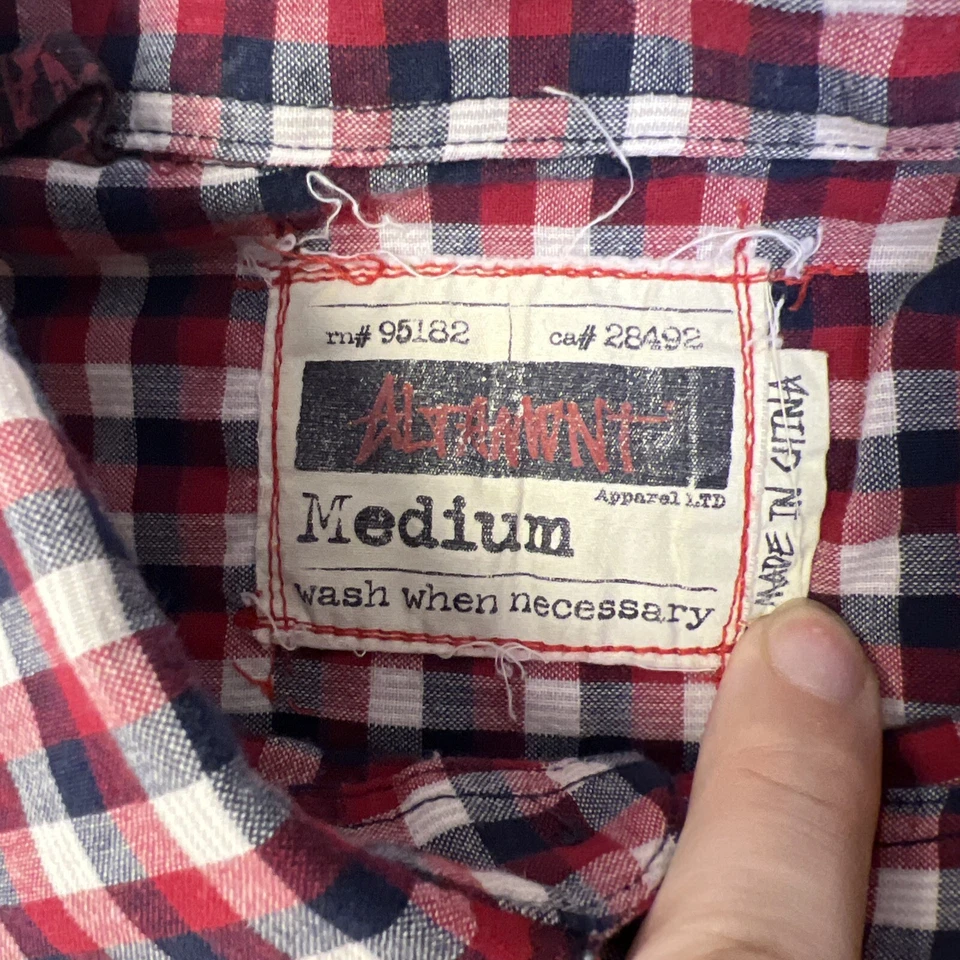 rn# 95182
ca# 28492
ALTAMONT
Apparel LTD
Medium
wash when necessary
MADE IN CHINA